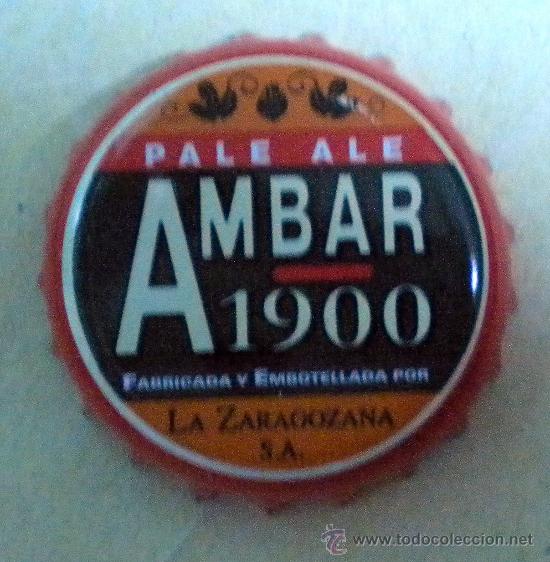 PALE ALE
AMBAR
1900
FABRICADA Y EMBOTELLADA POR
LA ZARAGOZANA
S.A.
© www.todocoleccion.net